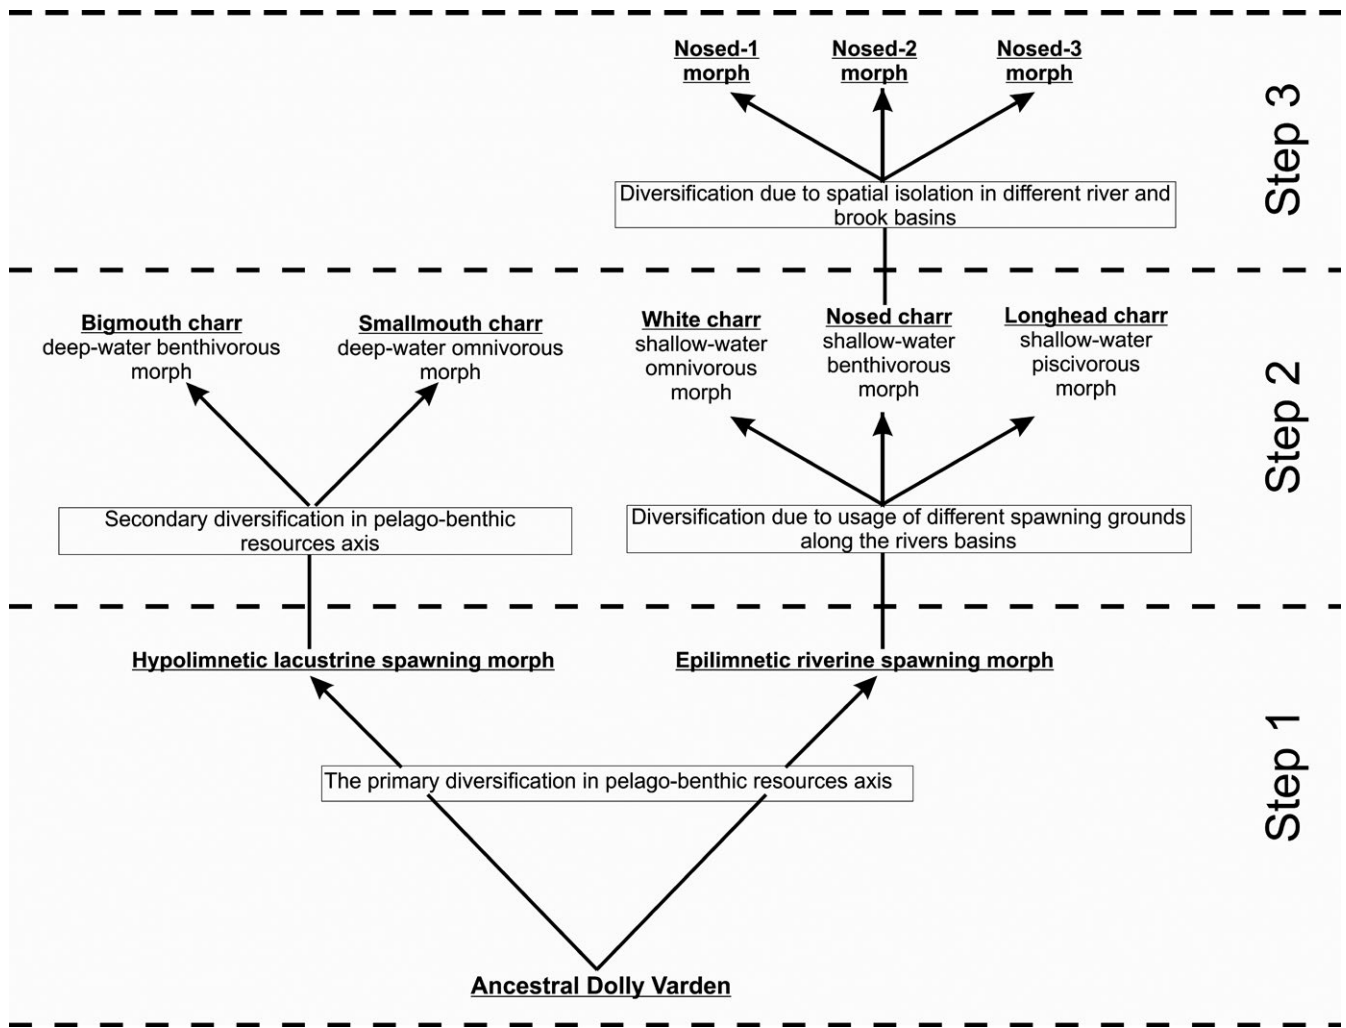 Nosed-1
morph
Nosed-2
morph
Nosed-3
morph
Step 3
Diversification due to spatial isolation in different river and
brook basins
Bigmouth charr
deep-water benthivorous
morph
Smallmouth charr
deep-water omnivorous
morph
White charr
shallow-water
omnivorous
morph
Nosed charr
shallow-water
benthivorous
morph
Longhead charr
shallow-water
piscivorous
morph
Step 2
Secondary diversification in pelago-benthic
resources axis
Diversification due to usage of different spawning grounds
along the rivers basins
Hypolimnetic lacustrine spawning morph
Epilimnetic riverine spawning morph
Step 1
The primary diversification in pelago-benthic resources axis
Ancestral Dolly Varden